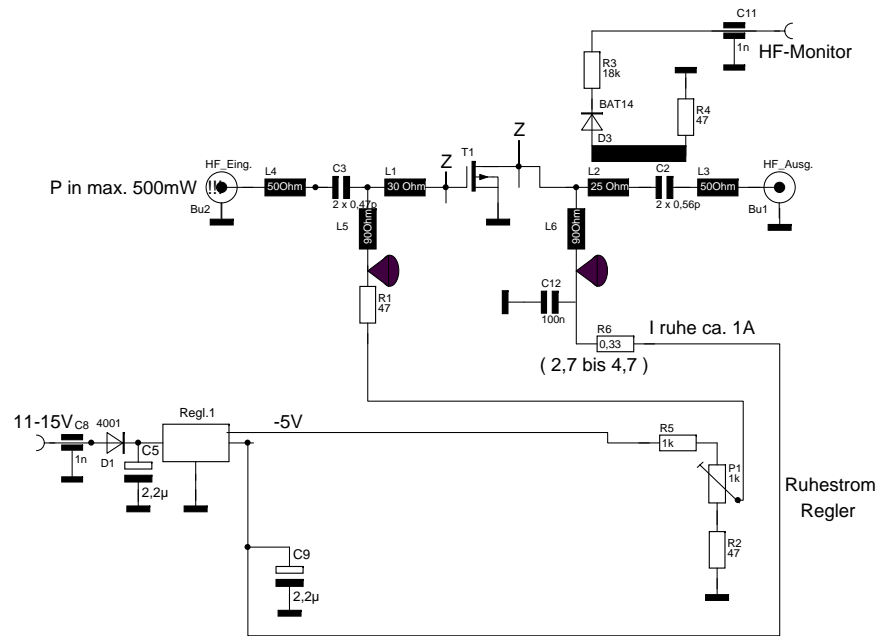 C11
1n
HF-Monitor
R3
18k
BAT14
D3
R4
47
Z
Z
T1
P in max. 500mW !!!
HF_Eing.
Bu2
L4
50Ohm
C3
2 x 0,47p
L1
30 Ohm
L2
25 Ohm
C2
2 x 0,56p
L3
50Ohm
HF_Ausg.
Bu1
L5
90Ohm
L6
90Ohm
R1
47
C12
100n
R6
0,33
I ruhe ca. 1A
( 2,7 bis 4,7 )
11-15V
C8
1n
4001
D1
C5
2,2µ
Regl.1
-5V
R5
1k
P1
1k
Ruhestrom
Regler
R2
47
C9
2,2µ